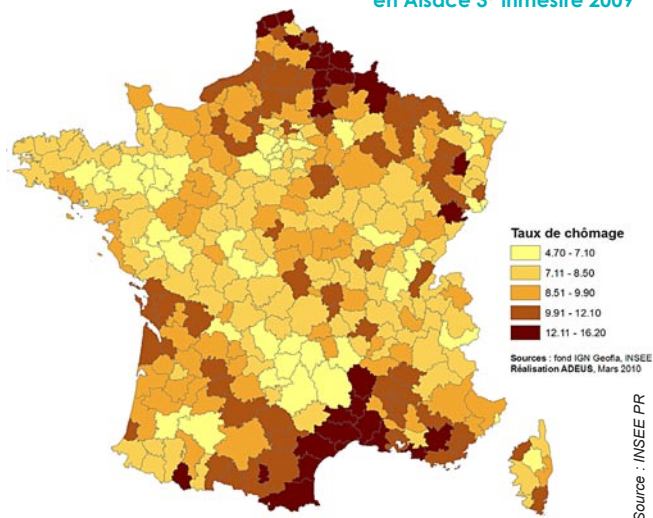 en Alsace 3e trimestre 2009
Taux de chômage
4.70 - 7.10
7.11 - 8.50
8.51 - 9.90
9.91 - 12.10
12.11 - 16.20
Sources : fond IGN Geofla, INSEE
Réalisation ADEUS, Mars 2010
Source : INSEE PR